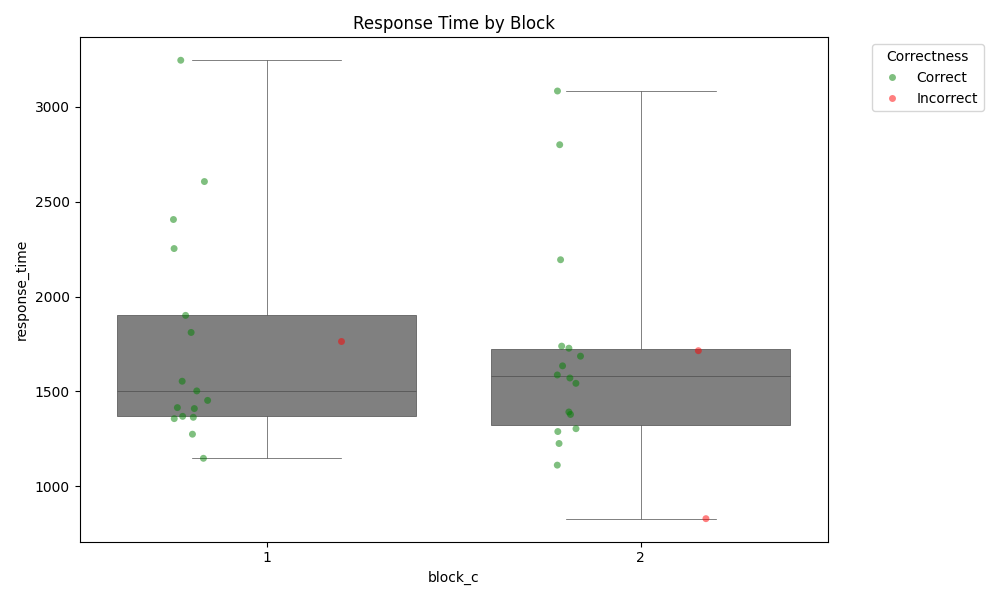 Response Time by Block
Correctness
Correct
Incorrect
response_time
3000
2500
2000
1500
1000
1
2
block_c